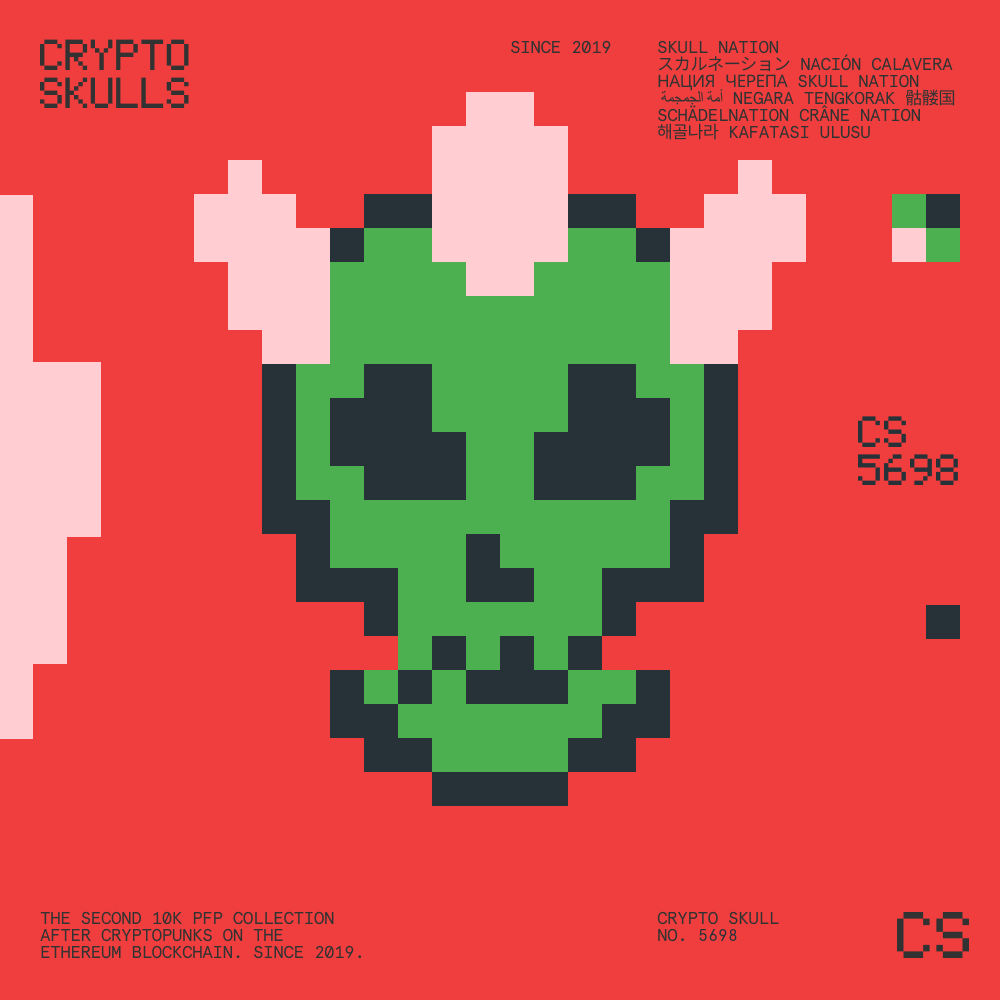 CRYPTO
SKULLS
SINCE 2019
SKULL NATION
スカルネーション NACIÓN CALAVERA
НАЦИЯ ЧЕРЕПА SKULL NATION
أمة الجمجمة NEGARA TENGKORAK 骷髅国
SCHÄDELNATION CRÂNE NATION
해골나라 KAFATASI ULUSU
CS
5698
THE SECOND 10K PFP COLLECTION
AFTER CRYPTOPUNKS ON THE
ETHEREUM BLOCKCHAIN. SINCE 2019.
CRYPTO SKULL
NO. 5698
CS